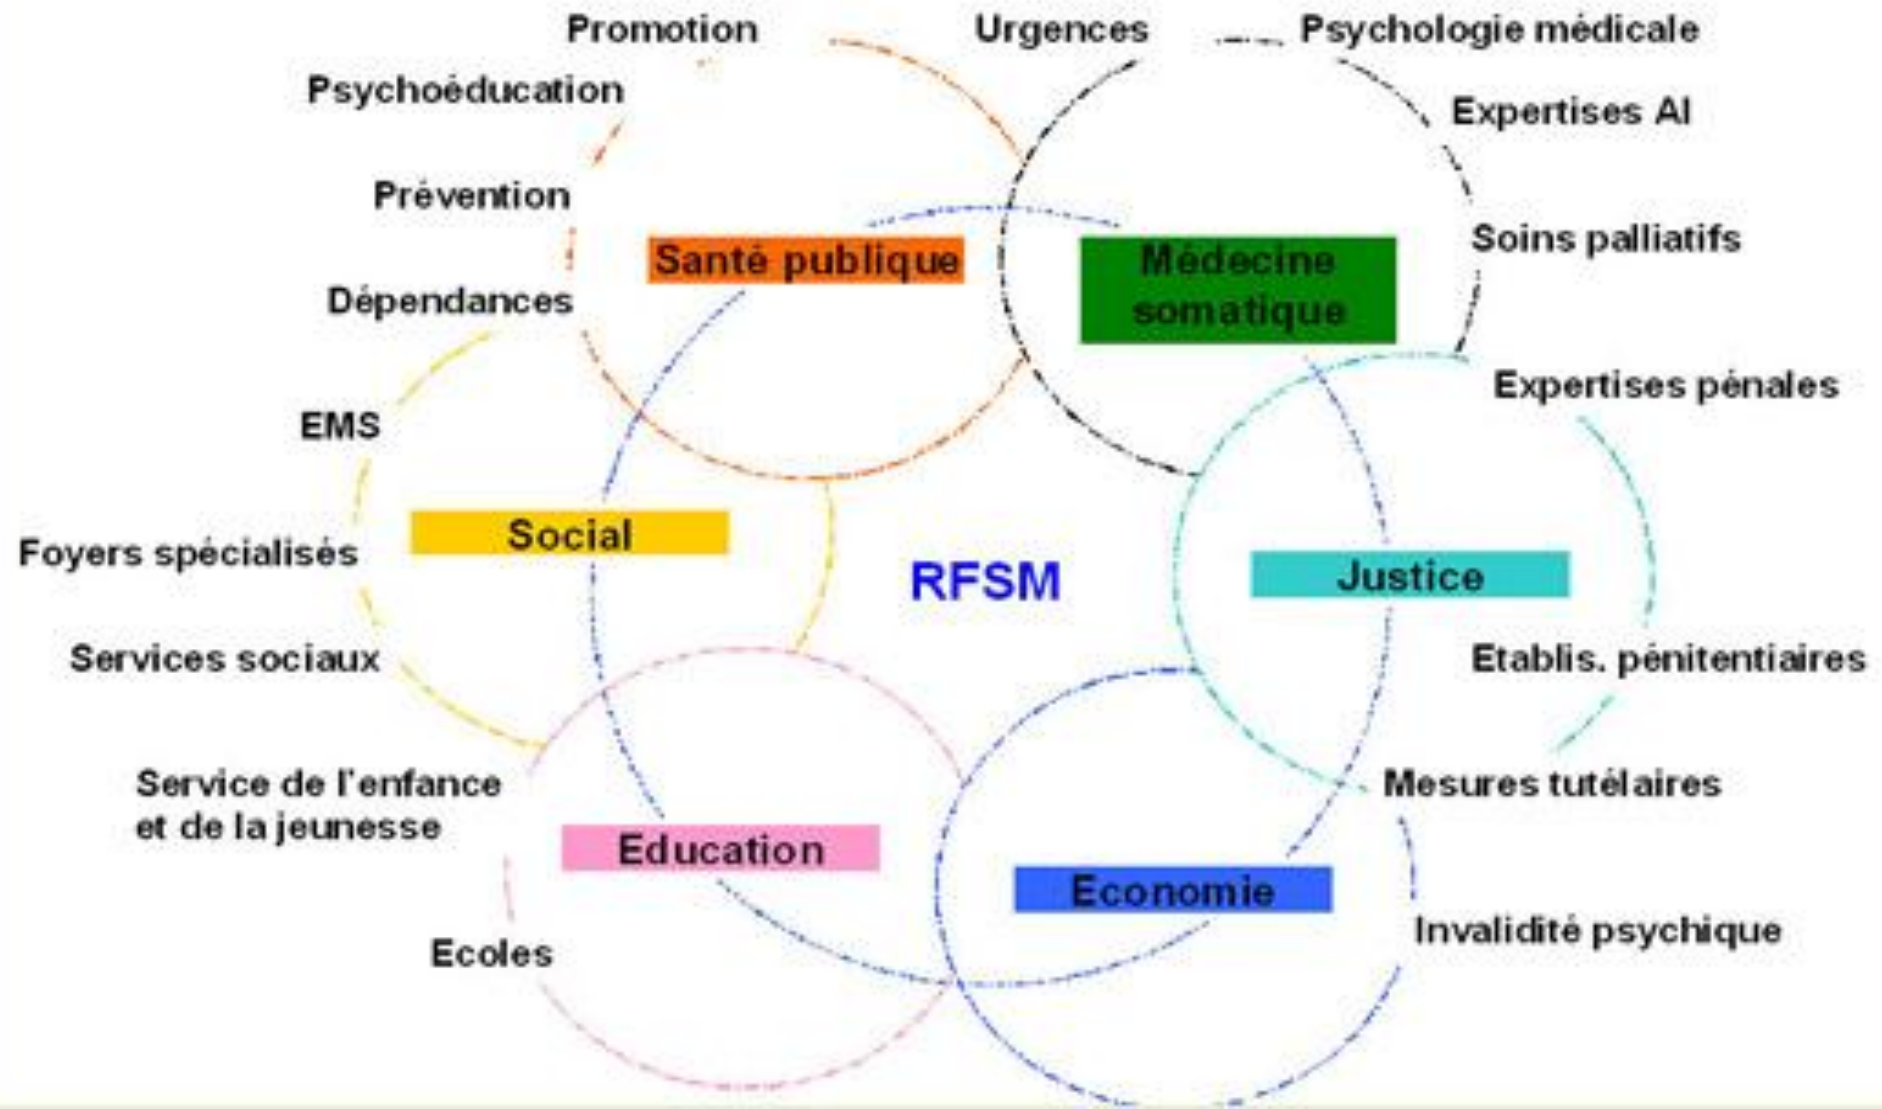 Promotion
Urgences
Psychologie médicale
Psychoéducation
Expertises AI
Prévention
Soins palliatifs
Santé publique
Médecine
somatique
Dépendances
Expertises pénales
EMS
Social
Foyers spécialisés
RFSM
Justice
Services sociaux
Etablis. pénitentiaires
Service de l'enfance
et de la jeunesse
Mesures tutélaires
Education
Economie
Invalidité psychique
Ecoles